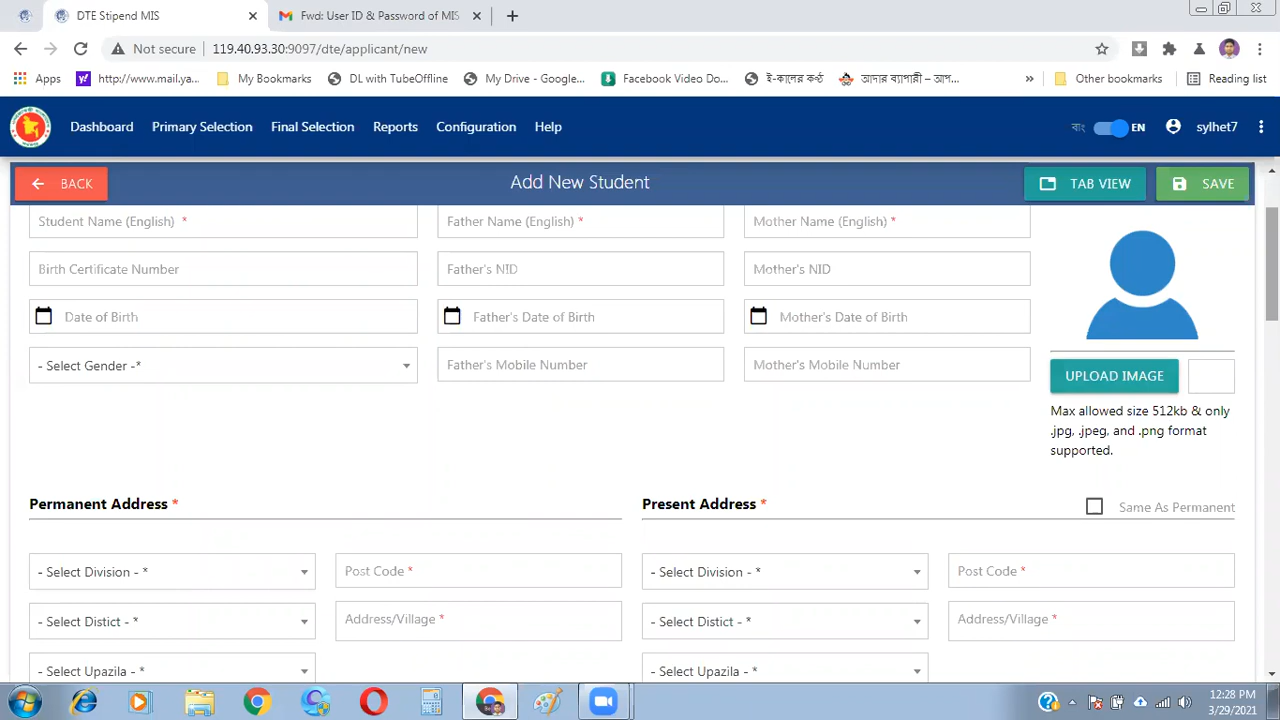 DTE Stipend MIS
Fwd: User ID & Password of MIS
Not secure
119.40.93.30:9097/dte/applicant/new
Apps
http://www.mail.ya...
My Bookmarks
DL with TubeOffline
My Drive - Google...
Facebook Video Do...
ই-কালের কণ্ঠ
আদার ব্যাপারী – আপ...
»
Other bookmarks
Reading list
Dashboard
Primary Selection
Final Selection
Reports
Configuration
Help
বাং
EN
sylhet7
BACK
Add New Student
TAB VIEW
SAVE
Student Name (English) *
Father Name (English) *
Mother Name (English) *
Birth Certificate Number
Father's NID
Mother's NID
Date of Birth
Father's Date of Birth
Mother's Date of Birth
- Select Gender -*
Father's Mobile Number
Mother's Mobile Number
UPLOAD IMAGE
Max allowed size 512kb & only
.jpg, .jpeg, and .png format
supported.
Permanent Address *
Present Address *
Same As Permanent
- Select Division - *
Post Code *
- Select Division - *
Post Code *
- Select Distict - *
Address/Village *
- Select Distict - *
Address/Village *
- Select Upazila - *
- Select Upazila - *
12:28 PM
3/29/2021